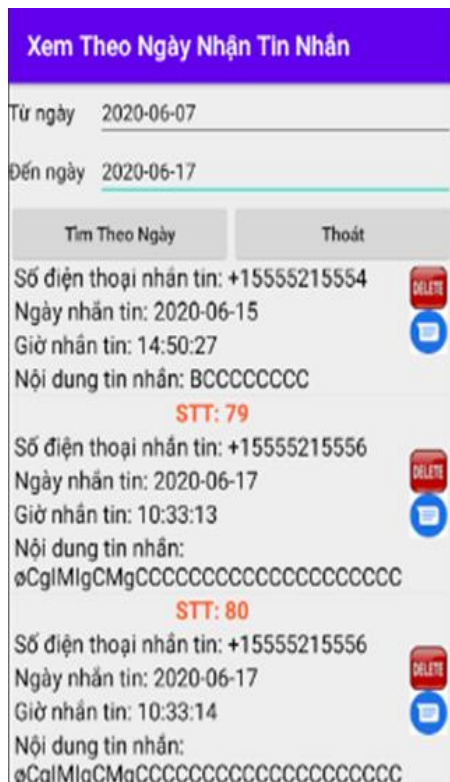 Xem Theo Ngày Nhận Tin Nhắn
Từ ngày 2020-06-07
Đến ngày 2020-06-17
Tìm Theo Ngày Thoát
Số điện thoại nhắn tin: +15555215554
DELETE
Ngày nhắn tin: 2020-06-15
Giờ nhắn tin: 14:50:27
Nội dung tin nhắn: BCCCCCCCC
STT: 79
Số điện thoại nhắn tin: +15555215556
DELETE
Ngày nhắn tin: 2020-06-17
Giờ nhắn tin: 10:33:13
Nội dung tin nhắn:
STT: 80
Số điện thoại nhắn tin: +15555215556
DELETE
Ngày nhắn tin: 2020-06-17
Giờ nhắn tin: 10:33:14
Nội dung tin nhắn: